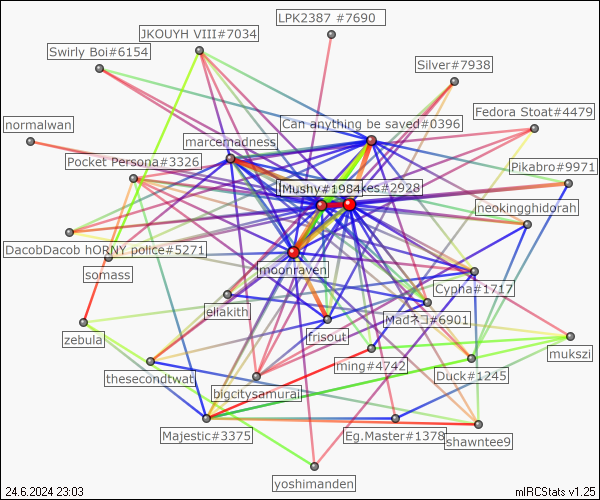 LPK2387 #7690
JKOUYH VIII#7034
Swirly Boi#6154
Silver#7938
Fedora Stoat#4479
normalwan
Can anything be saved#0396
marcemadness
Pocket Persona#3326
Pikabro#9971
Mushy#1984
kes#2928
neokingghidorah
DacobDacob hORNY police#5271
somass
moonraven
Cypha#1717
ellakith
Madネコ#6901
zebula
frisout
mukszi
ming#4742
thesecondtwat
Duck#1245
bigcitysamurai
Majestic#3375
Eg.Master#1378
shawntee9
yoshimanden
24.6.2024 23:03
mIRCStats v1.25